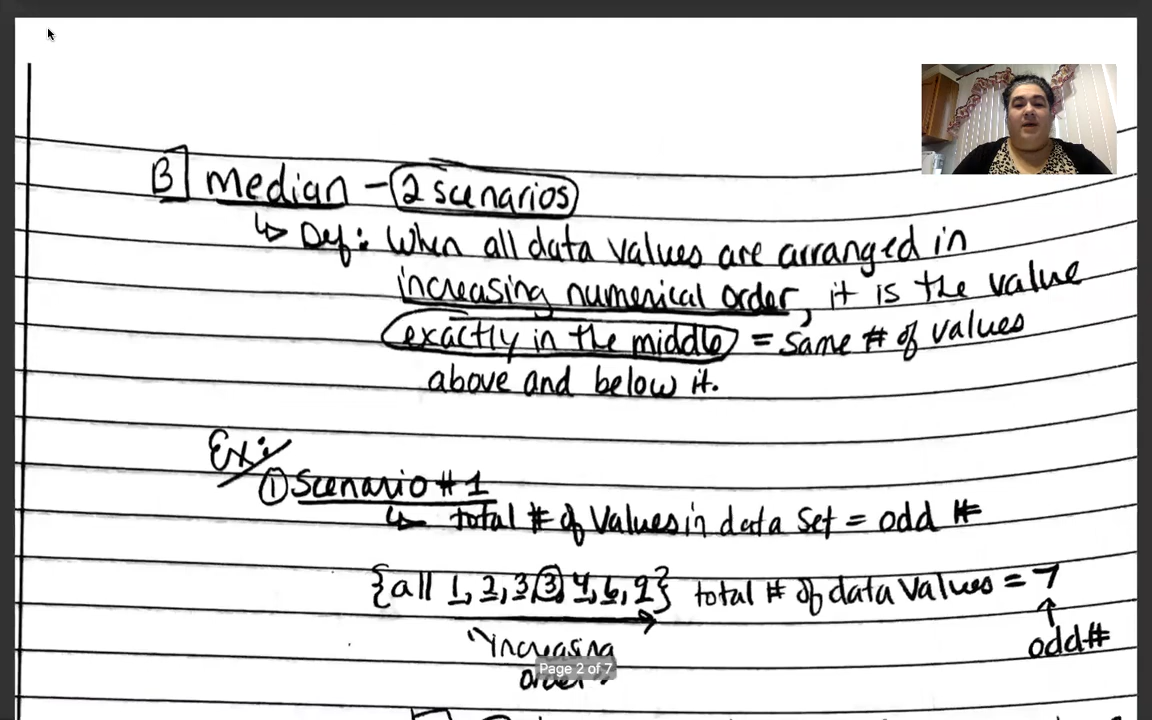 B] Median - 2 scenarios
↳ Def: When all data values are arranged in
increasing numerical order, it is the value
exactly in the middle = same # of values
above and below it.
Ex:
① Scenario #1
↳ total # of values in data set = odd #
{all 1, 2, 3, 3, 4, 6, 9} total # of data values = 7
↑
"increasing odd#
order"
Page 2 of 7